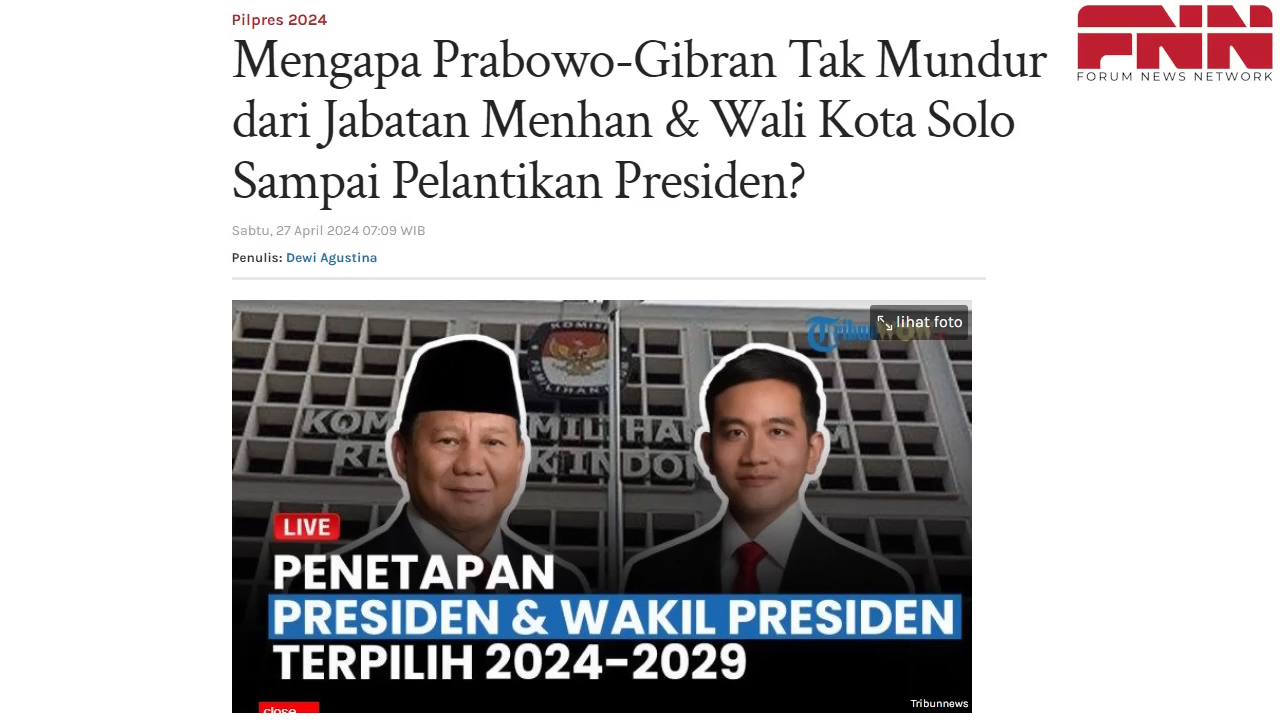 Pilpres 2024
FNN
FORUM NEWS NETWORK
Mengapa Prabowo-Gibran Tak Mundur
dari Jabatan Menhan & Wali Kota Solo
Sampai Pelantikan Presiden?
Sabtu, 27 April 2024 07:09 WIB
Penulis: Dewi Agustina
lihat foto
KOMISI
LIVE
PENETAPAN
PRESIDEN & WAKIL PRESIDEN
TERPILIH 2024-2029
Tribunnews
close